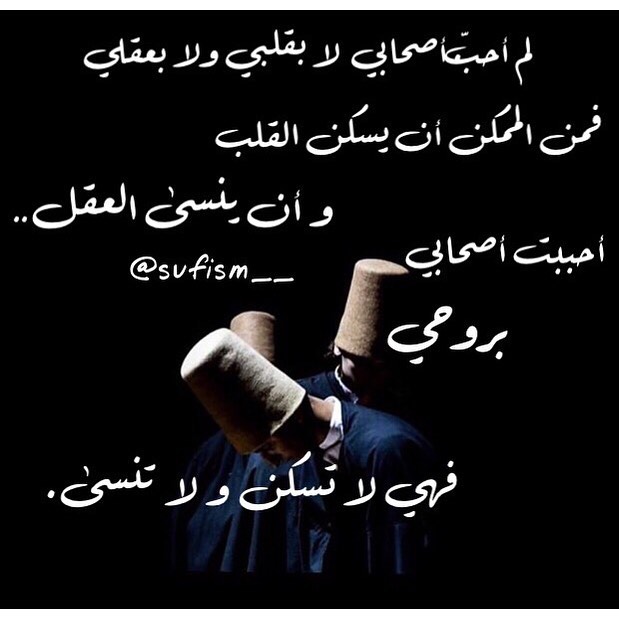 لم أحبّ أصحابي لا بقلبي ولا بعقلي
فمن الممكن أن يسكن القلب
و أن ينسىٰ العقل..
أحببت أصحابي
@sufism__
بروحي
فهي لا تسكن و لا تنسىٰ.